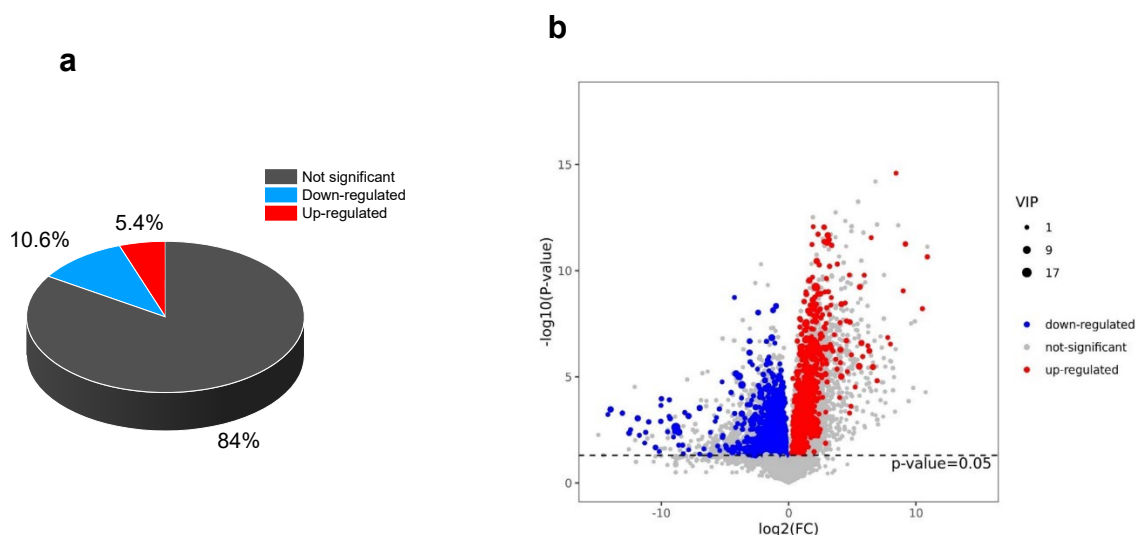 a
Not significant
Down-regulated
Up-regulated
5.4%
10.6%
84%
b
-log10(P-value)
15
10
5
0
-10
0
10
log2(FC)
p-value=0.05
VIP
1
9
17
down-regulated
not-significant
up-regulated